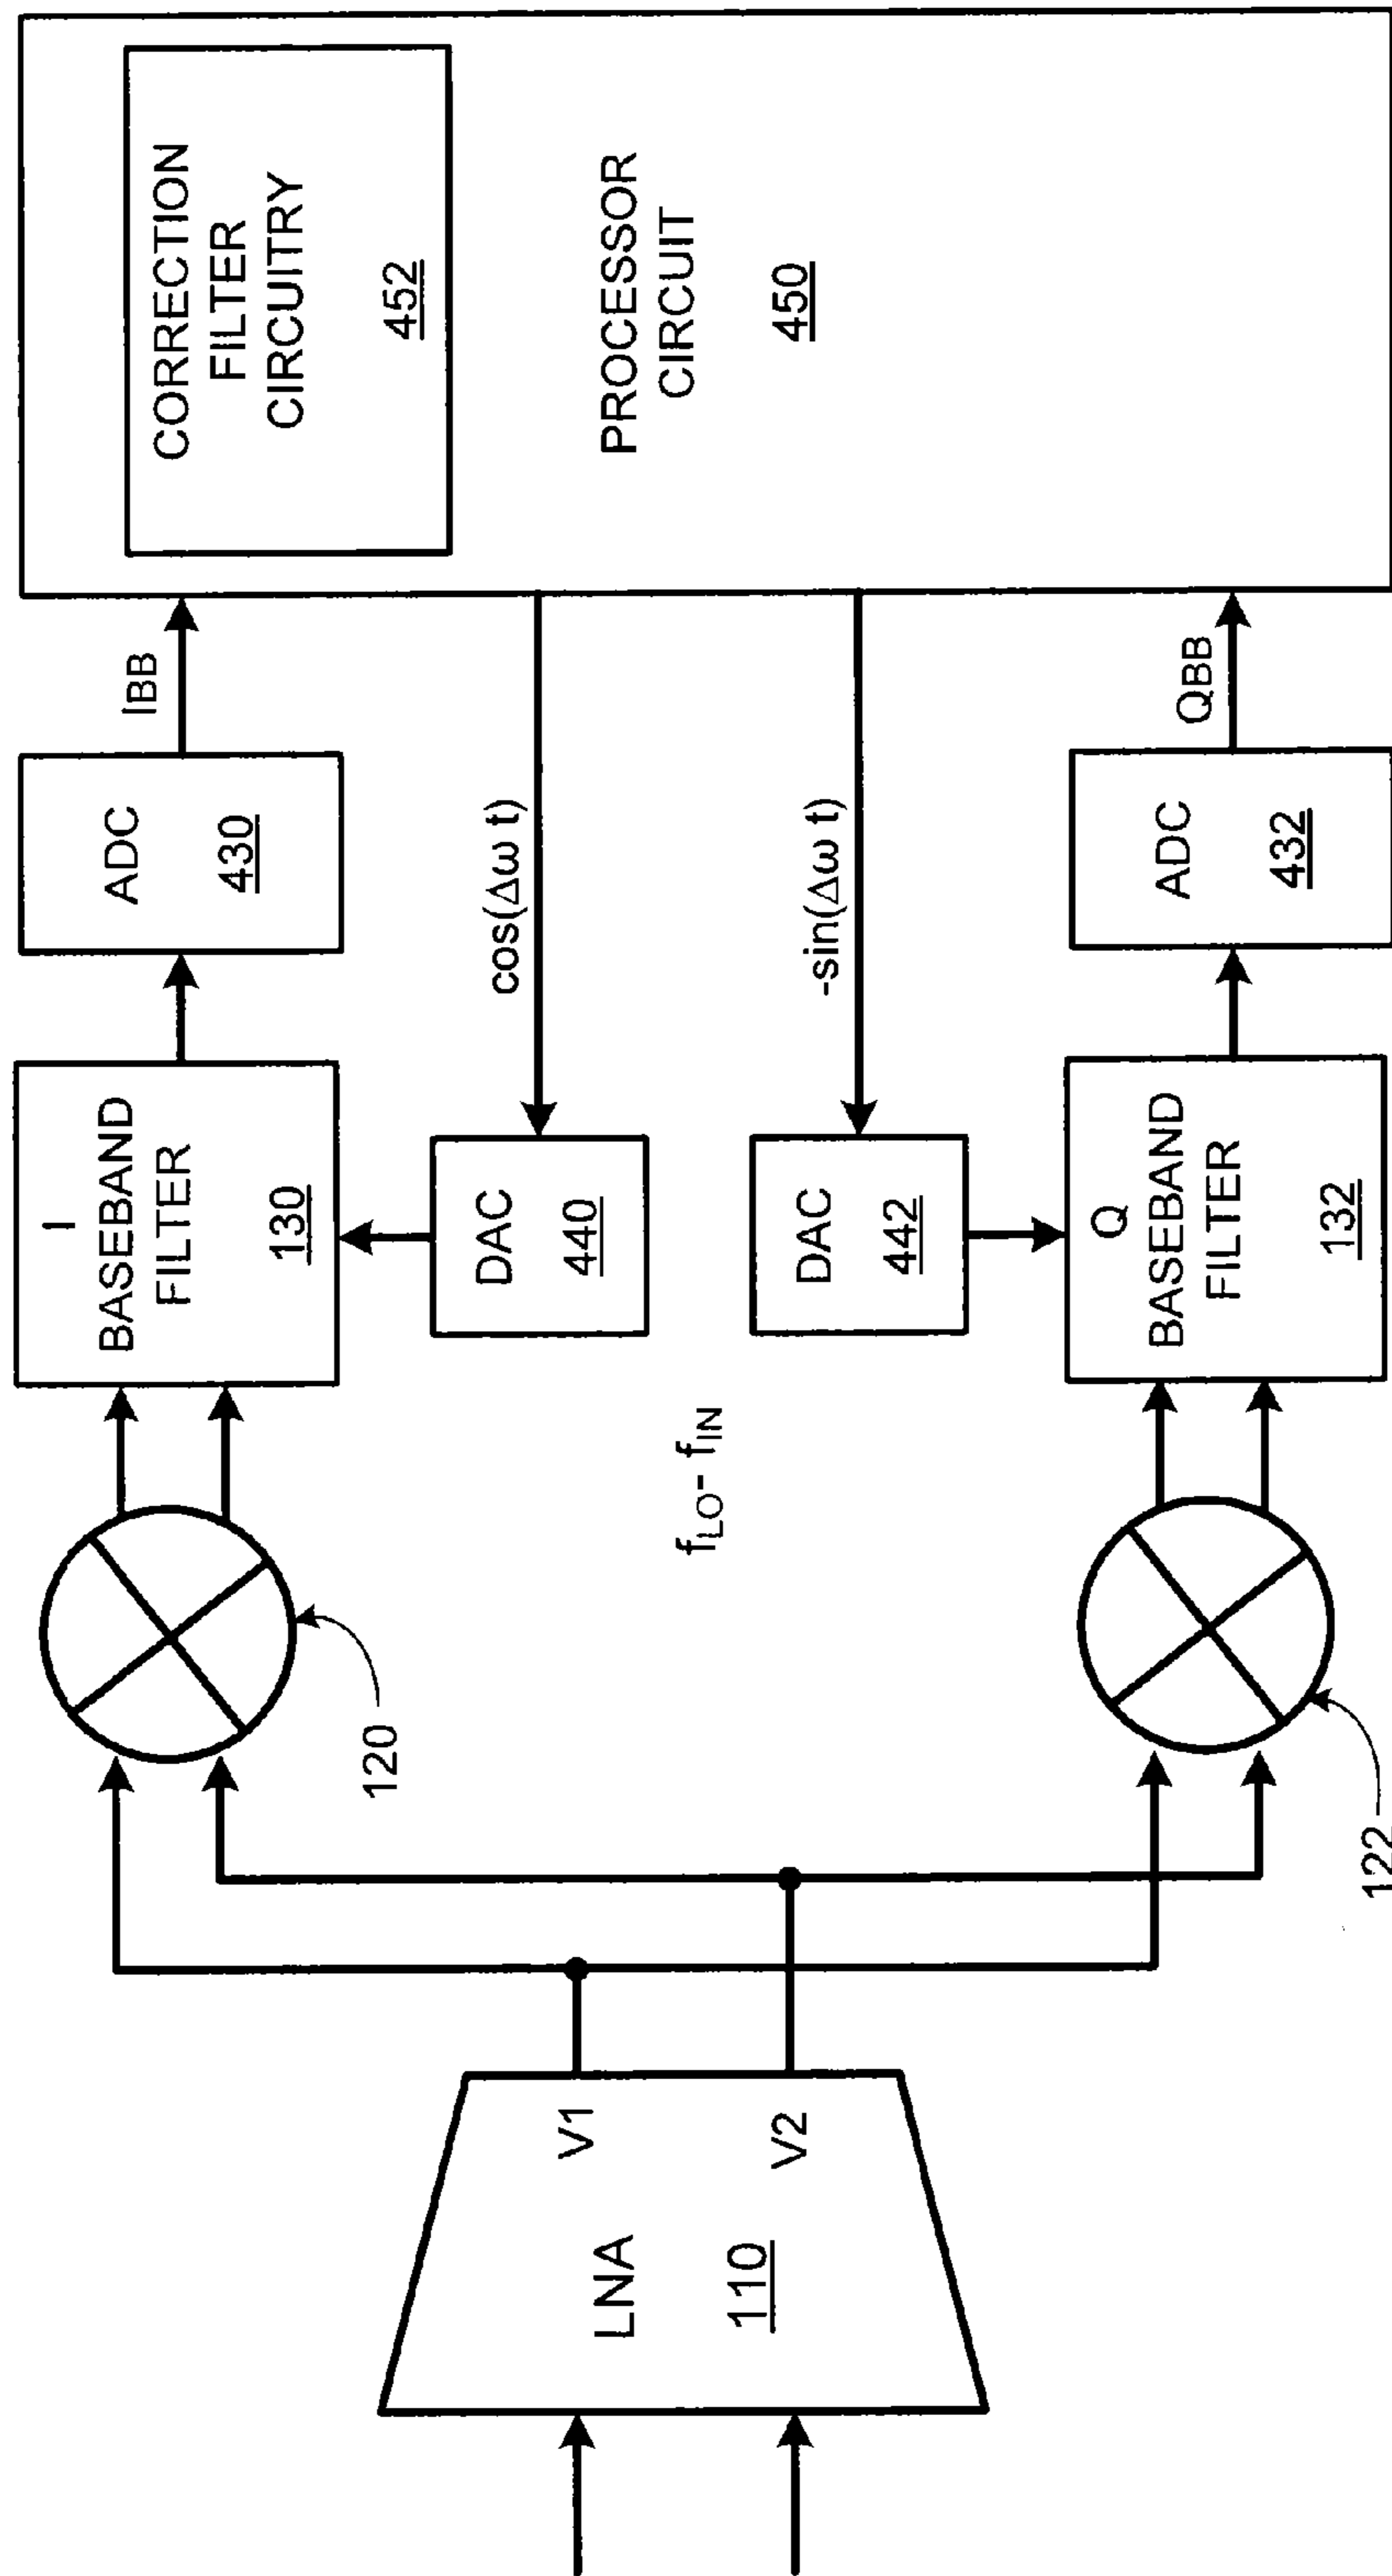 LNA
110
V1
V2
120
122
fLO- fIN
I
BASEBAND
FILTER
130
DAC
440
DAC
442
Q
BASEBAND
FILTER
132
ADC
430
cos(Δω t)
-sin(Δω t)
ADC
432
IBB
QBB
CORRECTION
FILTER
CIRCUITRY
452
PROCESSOR
CIRCUIT
450